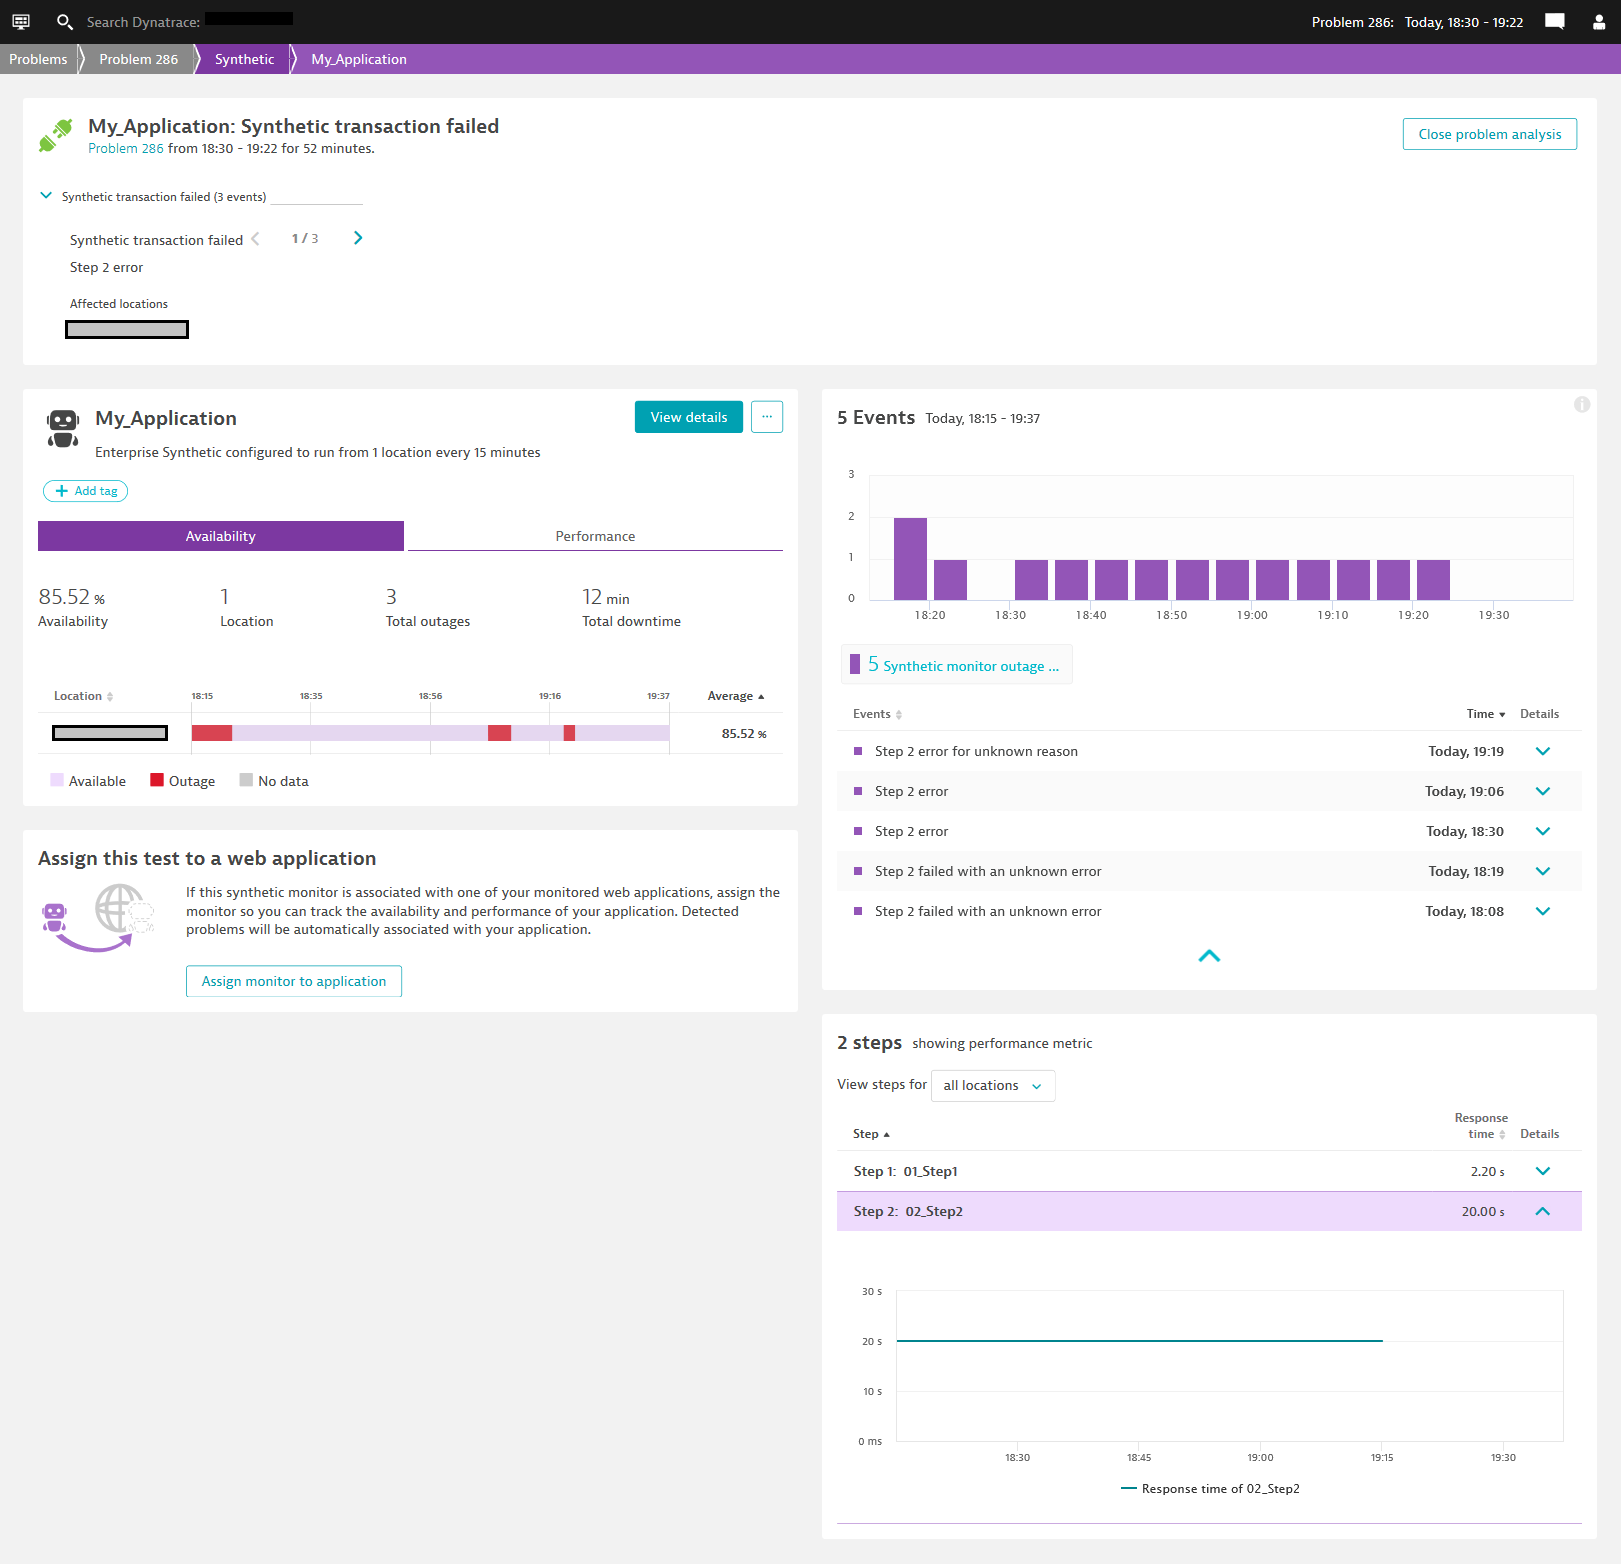 Search Dynatrace:
Problem 286: Today, 18:30 - 19:22
Problems
Problem 286
Synthetic
My_Application
My_Application: Synthetic transaction failed
Problem 286 from 18:30 - 19:22 for 52 minutes.
Close problem analysis
Synthetic transaction failed (3 events)
Synthetic transaction failed 1 / 3
Step 2 error
Affected locations
My_Application
View details
...
Enterprise Synthetic configured to run from 1 location every 15 minutes
Add tag
Availability Performance
85.52 % 1 3 12 min
Availability Location Total outages Total downtime
Location 18:15 18:35 18:56 19:16 19:37 Average
85.52 %
Available Outage No data
Assign this test to a web application
If this synthetic monitor is associated with one of your monitored web applications, assign the
monitor so you can track the availability and performance of your application. Detected
problems will be automatically associated with your application.
Assign monitor to application
5 Events Today, 18:15 - 19:37
3
2
1
0
18:20 18:30 18:40 18:50 19:00 19:10 19:20 19:30
5 Synthetic monitor outage ...
Events Time Details
Step 2 error for unknown reason Today, 19:19
Step 2 error Today, 19:06
Step 2 error Today, 18:30
Step 2 failed with an unknown error Today, 18:19
Step 2 failed with an unknown error Today, 18:08
2 steps showing performance metric
View steps for all locations
Step Response time Details
Step 1: 01_Step1 2.20 s
Step 2: 02_Step2 20.00 s
30 s
20 s
10 s
0 ms
18:30 18:45 19:00 19:15 19:30
Response time of 02_Step2